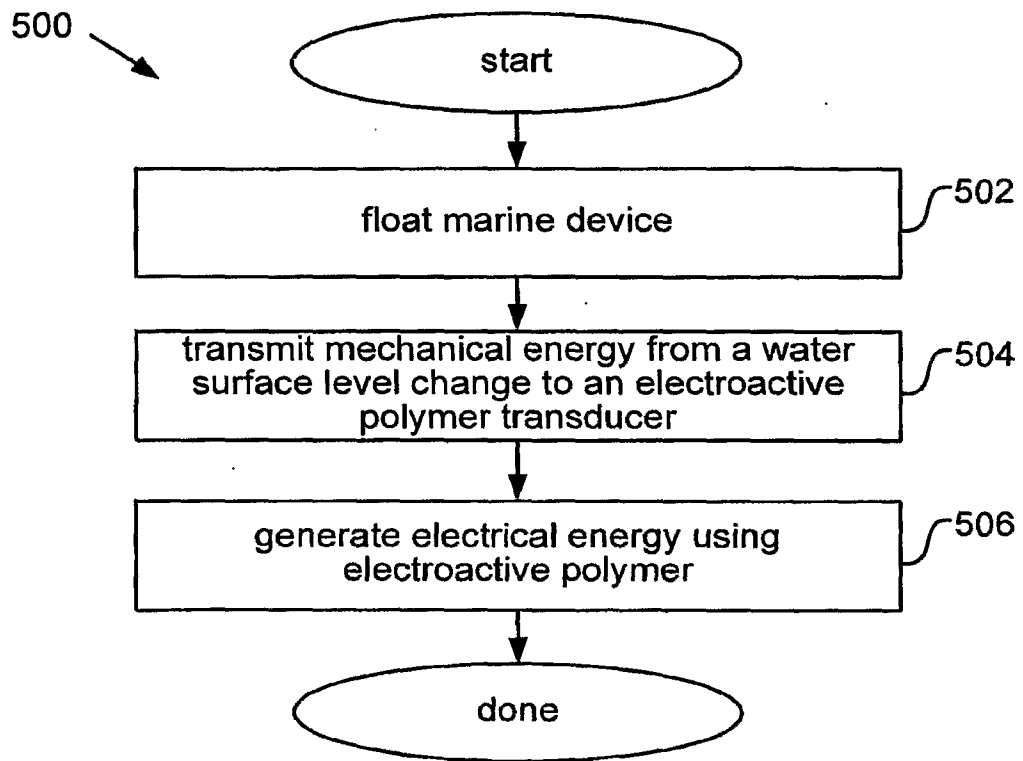 500
start
float marine device
502
transmit mechanical energy from a water
surface level change to an electroactive
polymer transducer
504
generate electrical energy using
electroactive polymer
506
done